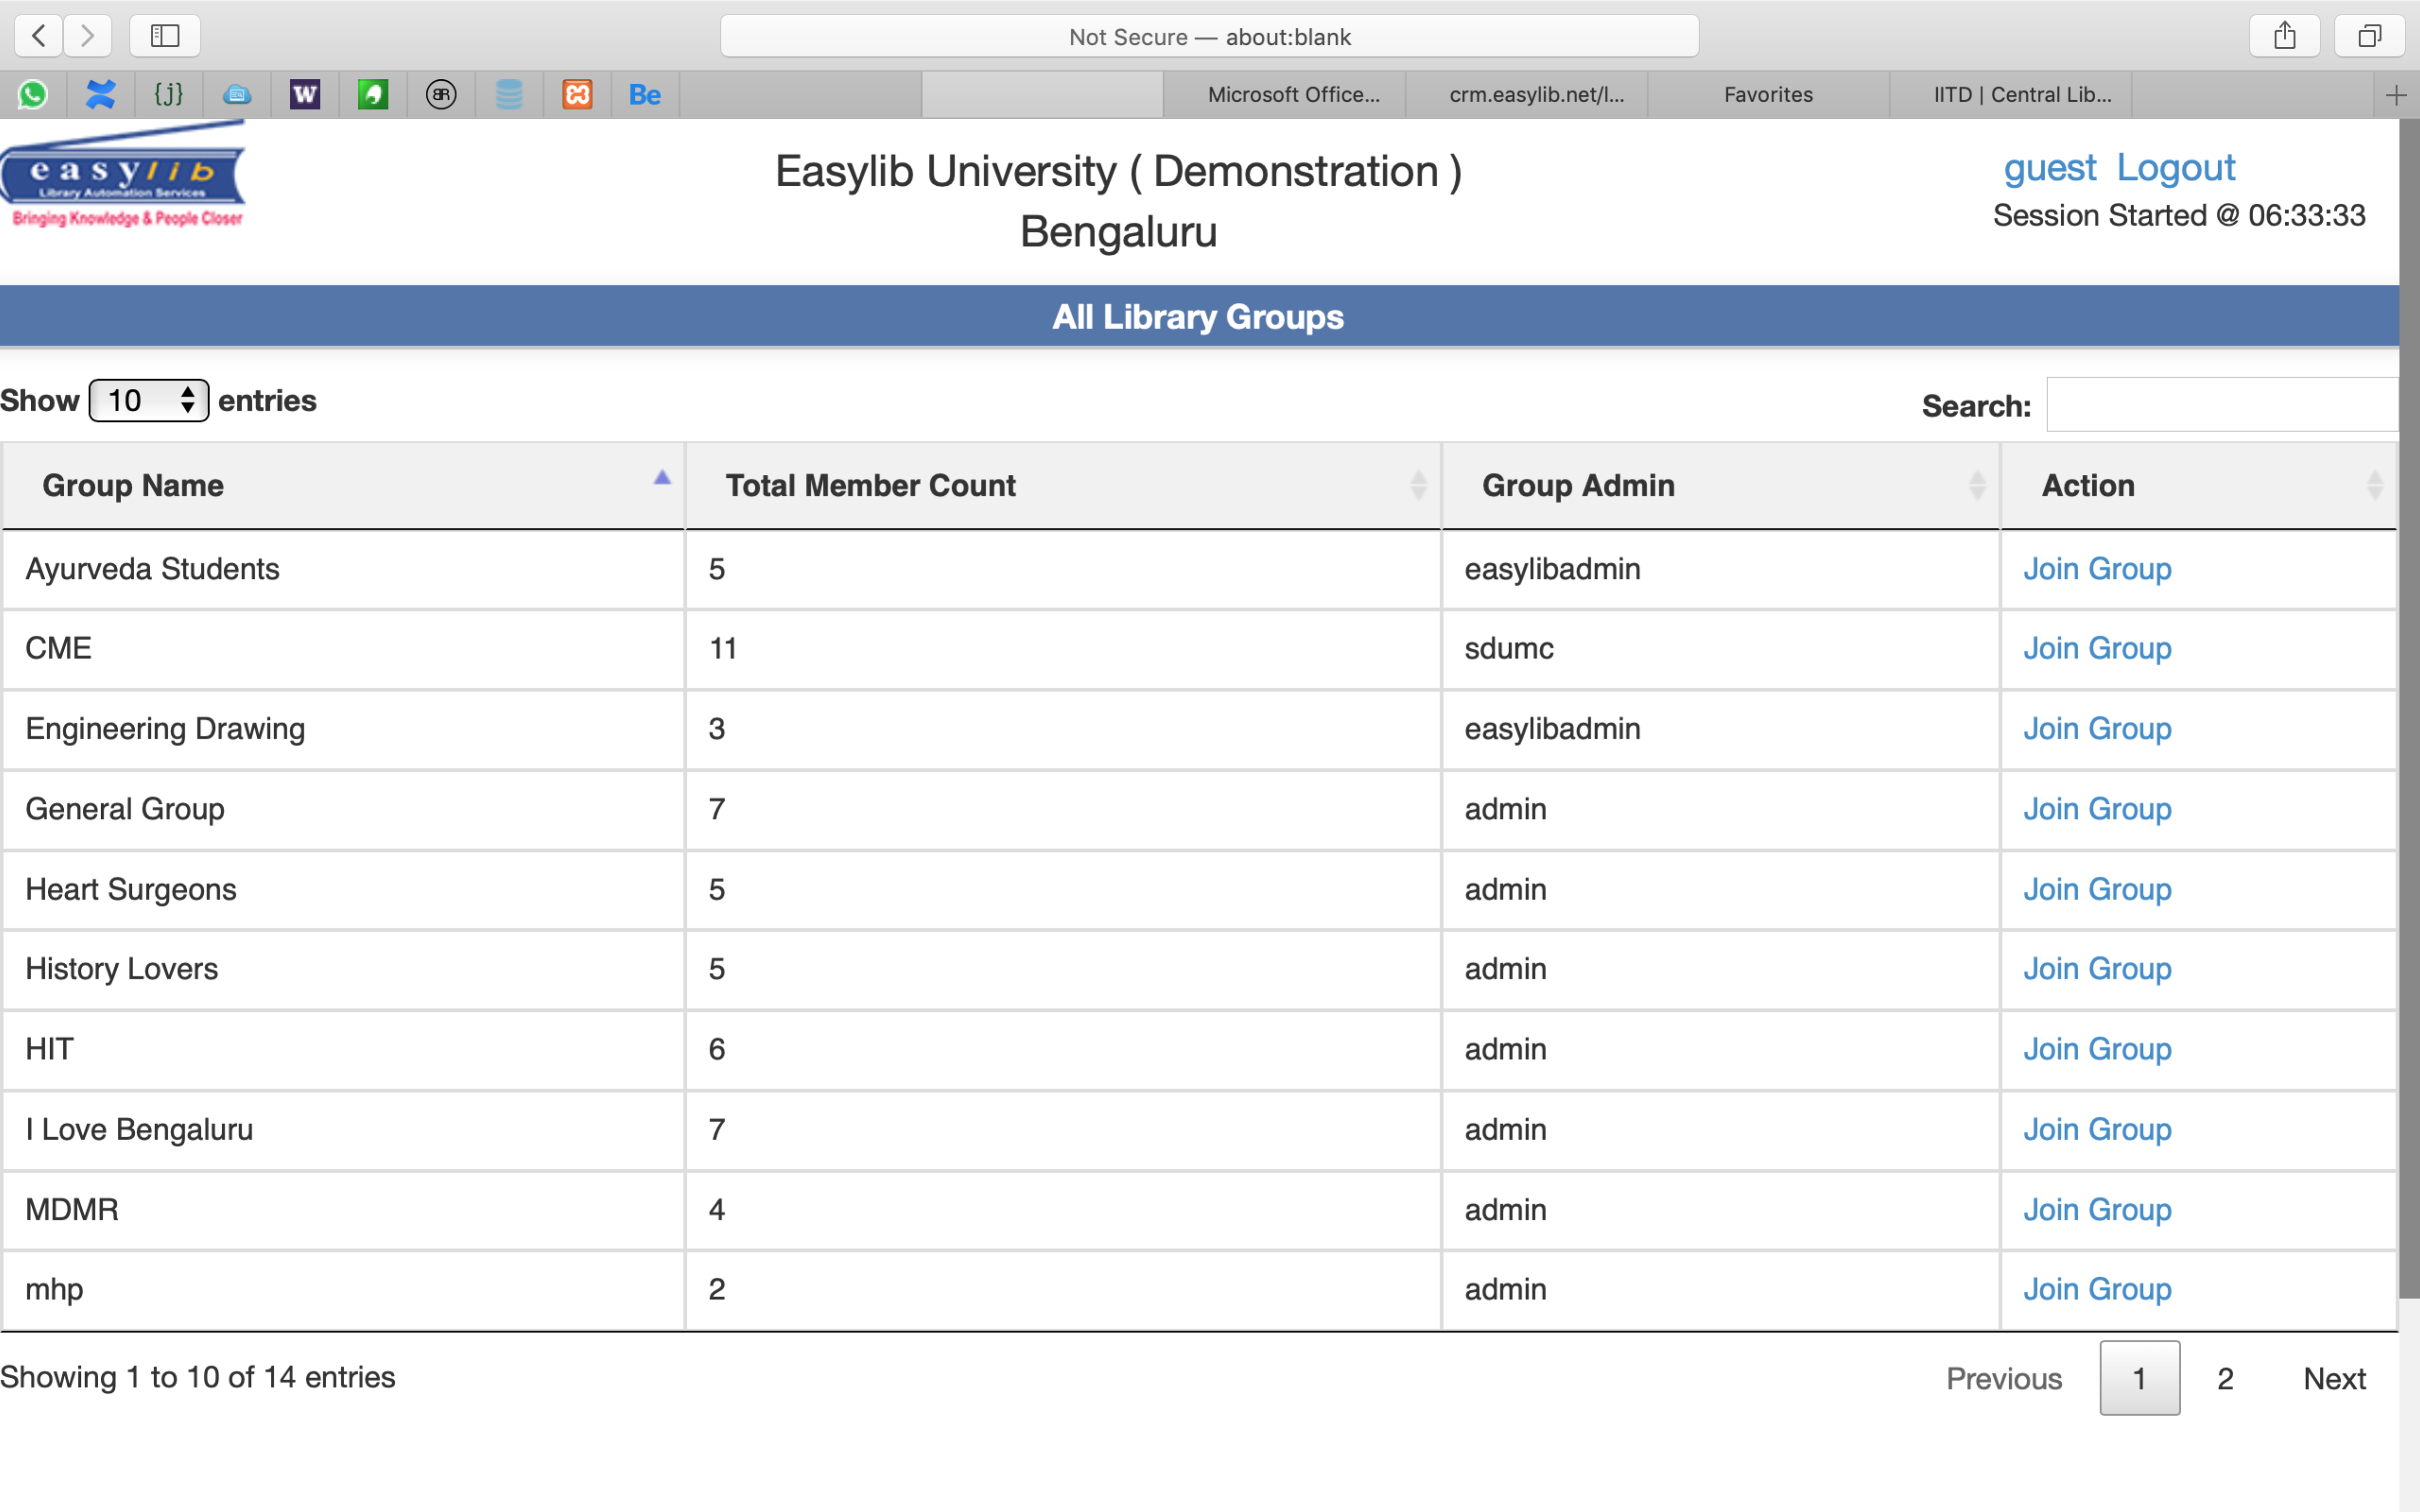 Not Secure — about:blank
{j} W BR Be Microsoft Office... crm.easylib.net/l... Favorites IITD | Central Lib...
easylib
Library Automation Services
Bringing Knowledge & People Closer
Easylib University ( Demonstration )
Bengaluru
guest Logout
Session Started @ 06:33:33
All Library Groups
Show 10 entries
Search:
Group Name Total Member Count Group Admin Action
Ayurveda Students 5 easylibadmin Join Group
CME 11 sdumc Join Group
Engineering Drawing 3 easylibadmin Join Group
General Group 7 admin Join Group
Heart Surgeons 5 admin Join Group
History Lovers 5 admin Join Group
HIT 6 admin Join Group
I Love Bengaluru 7 admin Join Group
MDMR 4 admin Join Group
mhp 2 admin Join Group
Showing 1 to 10 of 14 entries
Previous 1 2 Next